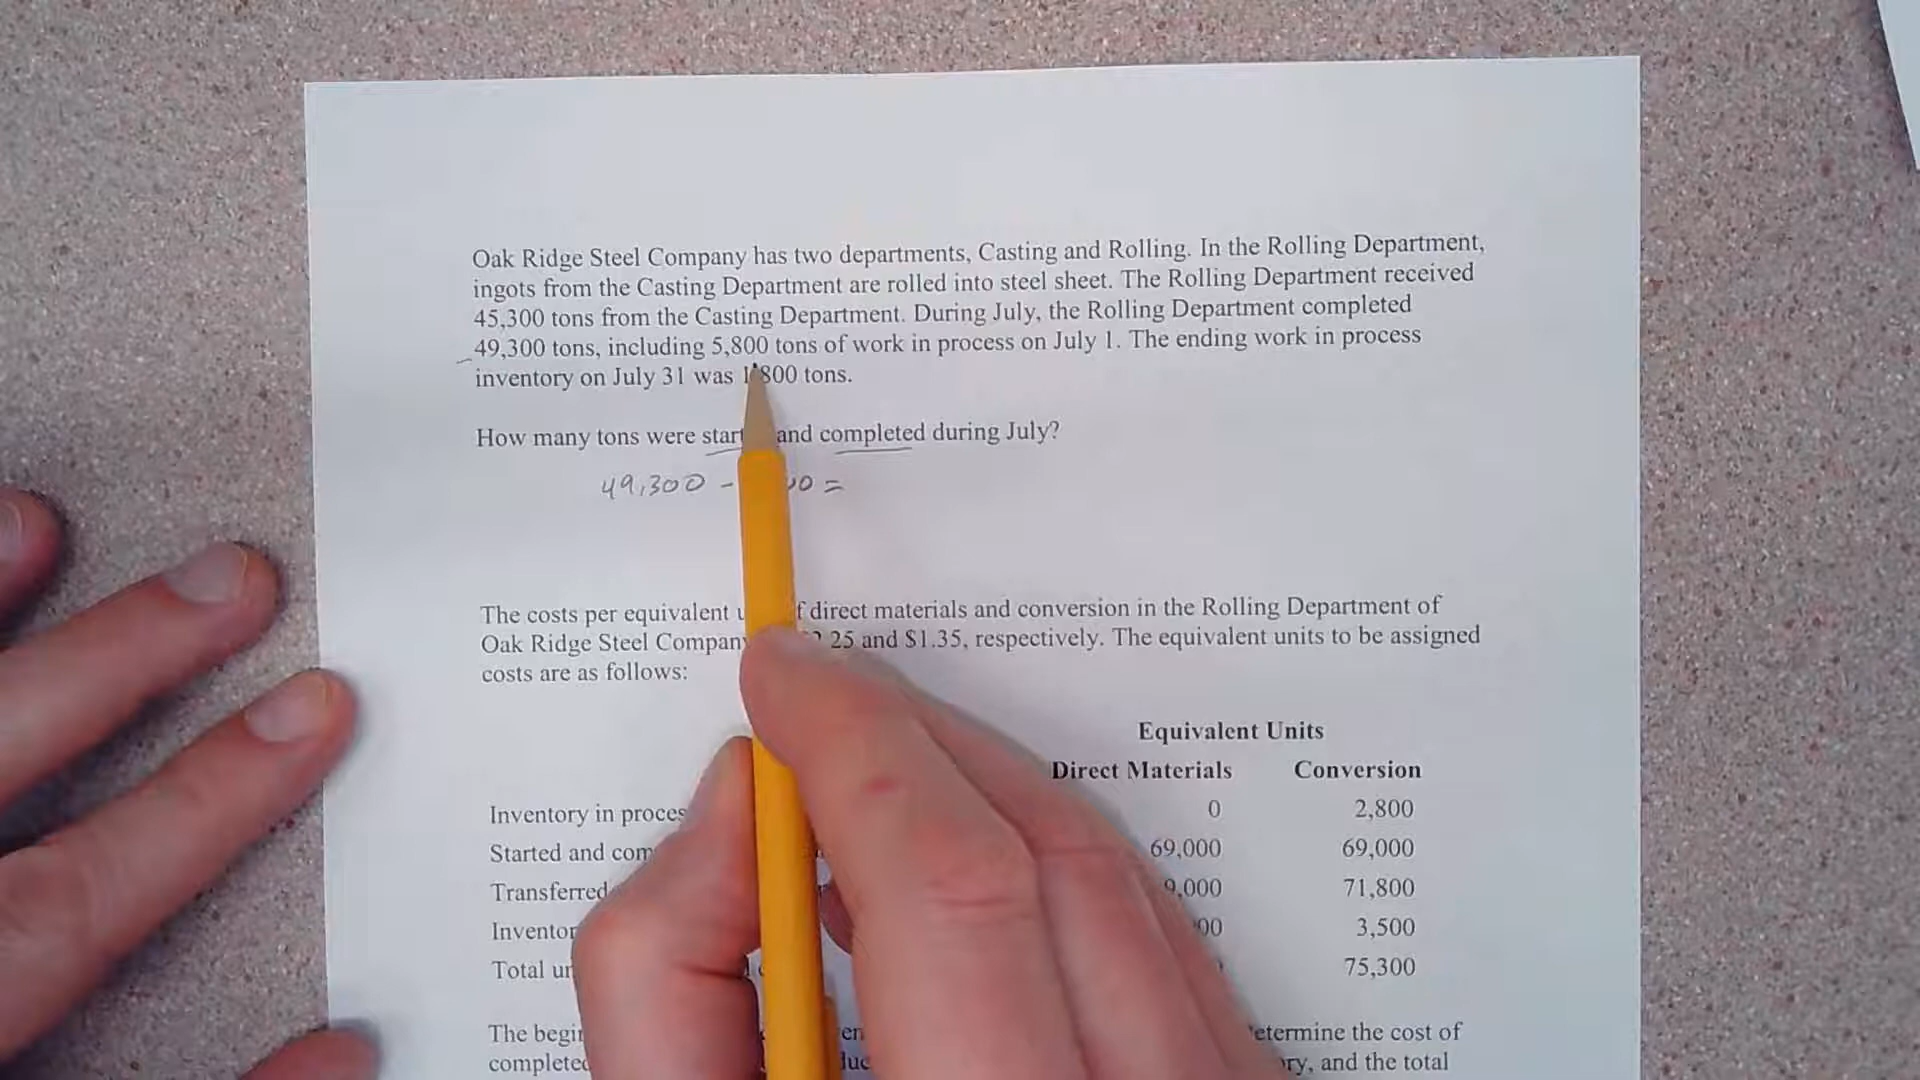 Oak Ridge Steel Company has two departments, Casting and Rolling. In the Rolling Department,
ingots from the Casting Department are rolled into steel sheet. The Rolling Department received
45,300 tons from the Casting Department. During July, the Rolling Department completed
49,300 tons, including 5,800 tons of work in process on July 1. The ending work in process
inventory on July 31 was 1,800 tons.
How many tons were and completed during July?
49,300 - =
The costs per equivalent direct materials and conversion in the Rolling Department of
Oak Ridge Steel Company 25 and $1.35, respectively. The equivalent units to be assigned
costs are as follows:
Equivalent Units
Direct Materials Conversion
Inventory in 0 2,800
Started and 69,000 69,000
Transferred 71,800
3,500
Total 75,300
The determine the cost of
and the total